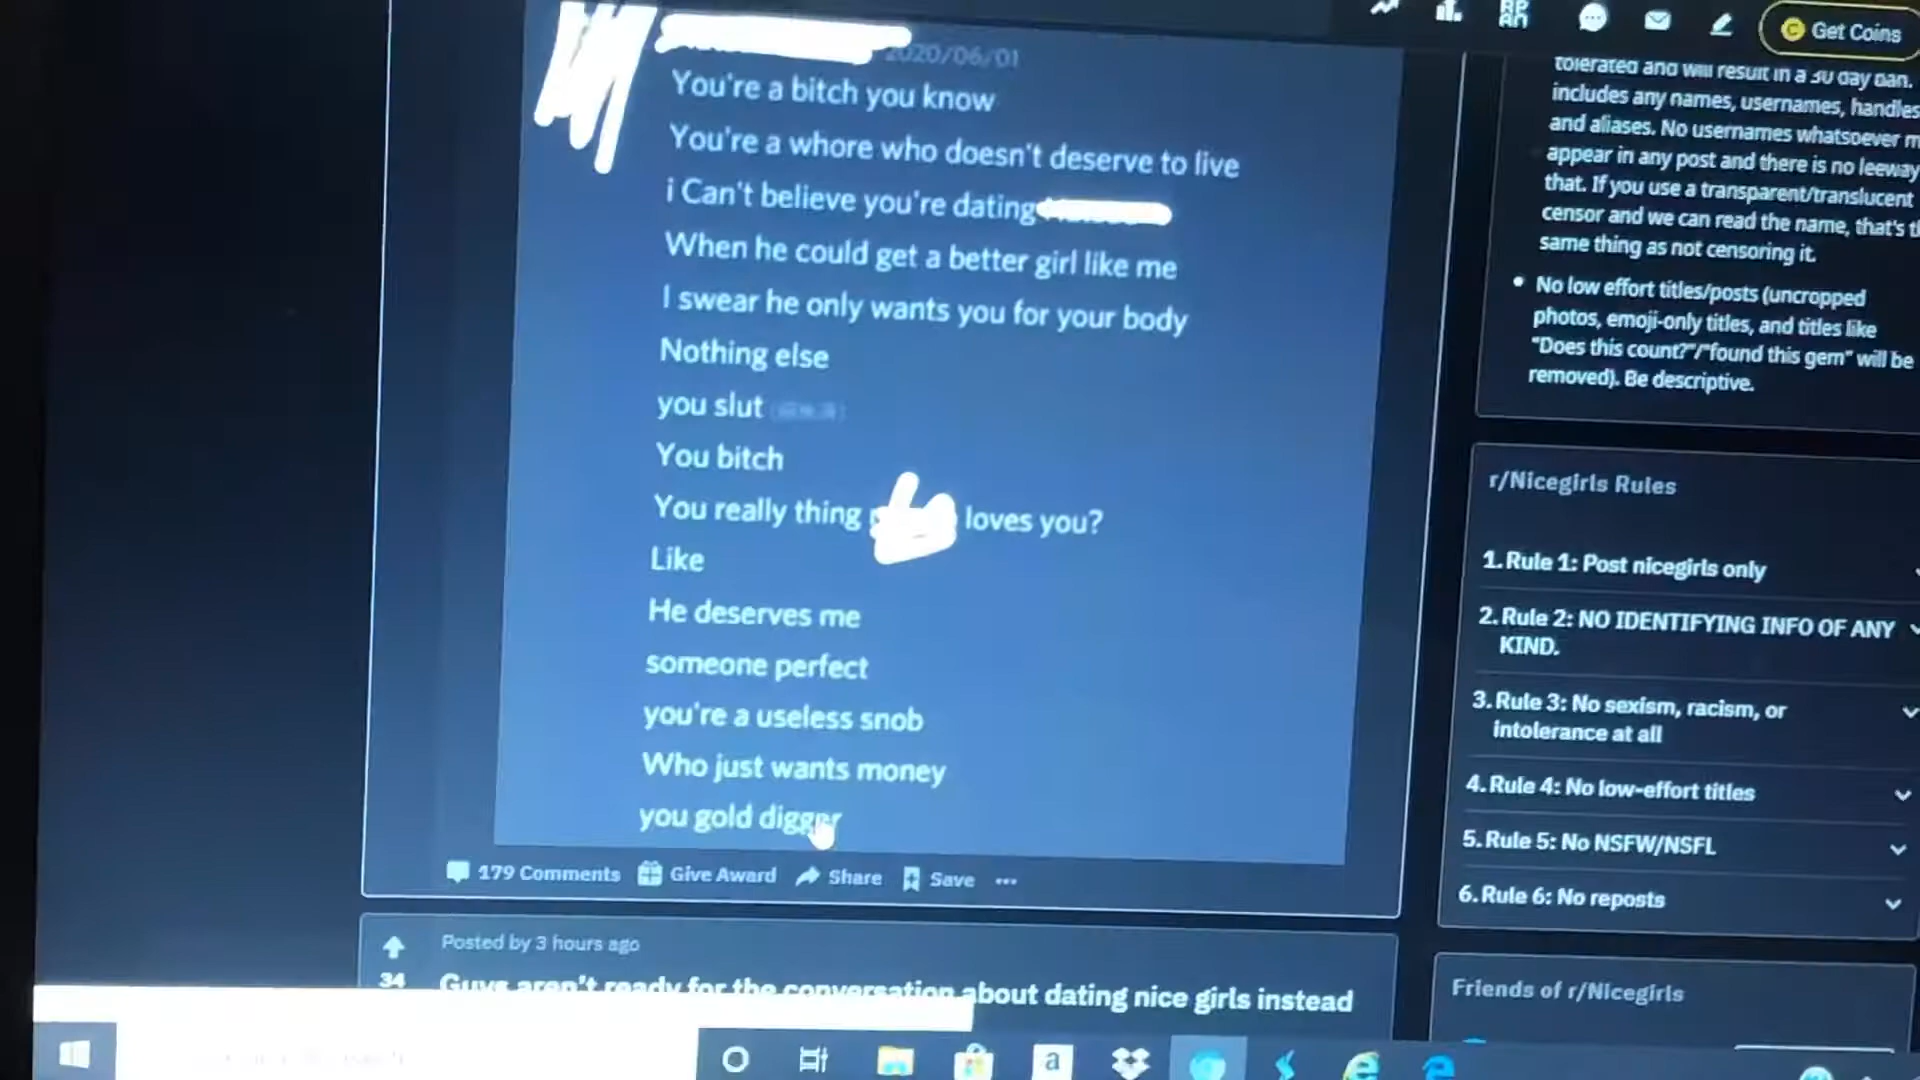 Get Coins
2020/06/01
You're a bitch you know
You're a whore who doesn't deserve to live
i Can't believe you're dating
When he could get a better girl like me
I swear he only wants you for your body
Nothing else
you slut
You bitch
You really thing loves you?
Like
He deserves me
someone perfect
you're a useless snob
Who just wants money
you gold digger
179 Comments Give Award Share Save
Posted by 3 hours ago
34
Guys aren't ready for the conversation about dating nice girls instead
tolerated and will result in a 30 day ban.
includes any names, usernames, handles
and aliases. No usernames whatsoever
appear in any post and there is no leeway
that. If you use a transparent/translucent
censor and we can read the name, that's
same thing as not censoring it.
No low effort titles/posts (uncropped
photos, emoji-only titles, and titles like
"Does this count?"/"found this gem" will be
removed). Be descriptive.
r/Nicegirls Rules
1. Rule 1: Post nicegirls only
2. Rule 2: NO IDENTIFYING INFO OF ANY
KIND.
3. Rule 3: No sexism, racism, or
intolerance at all
4. Rule 4: No low-effort titles
5. Rule 5: No NSFW/NSFL
6. Rule 6: No reposts
Friends of r/Nicegirls